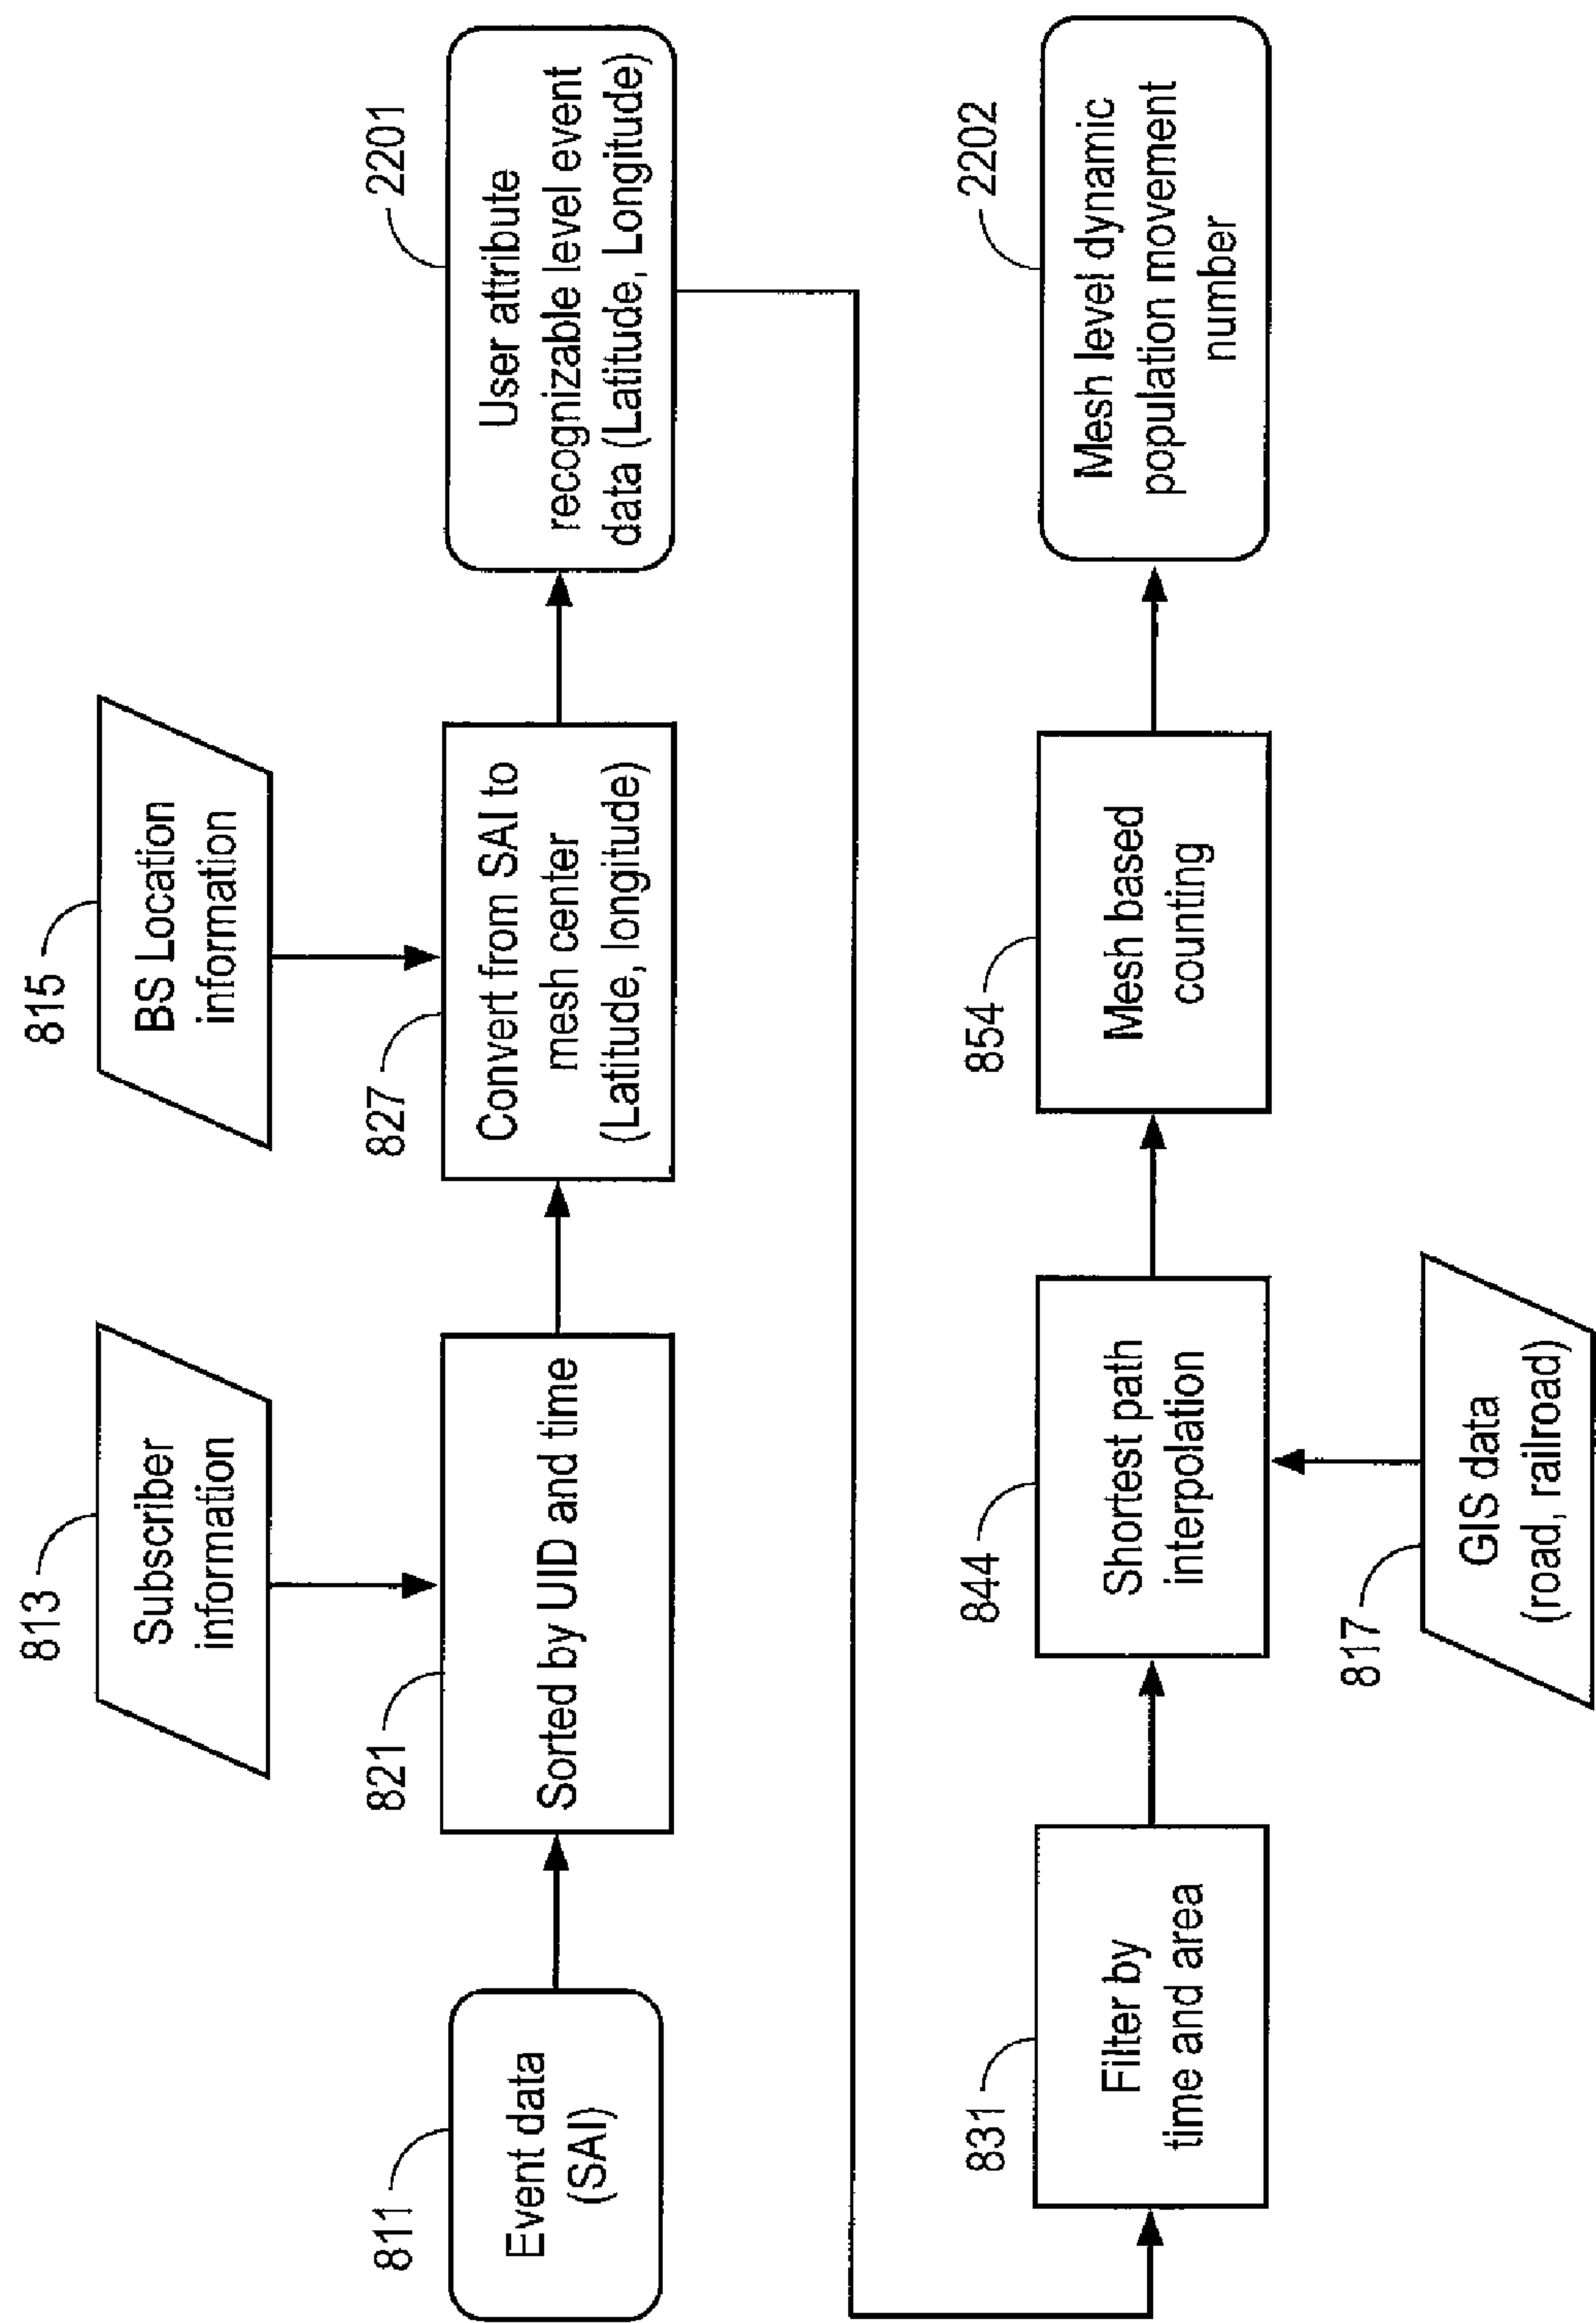 813
Subscriber
information
815
BS Location
information
811
Event data
(SAI)
821
Sorted by UID and time
827
Convert from SAI to
mesh center
(Latitude, longitude)
2201
User attribute
recognizable level event
data (Latitude, Longitude)
831
Filter by
time and area
844
Shortest path
interpolation
854
Mesh based
counting
2202
Mesh level dynamic
population movement
number
817
GIS data
(road, railroad)